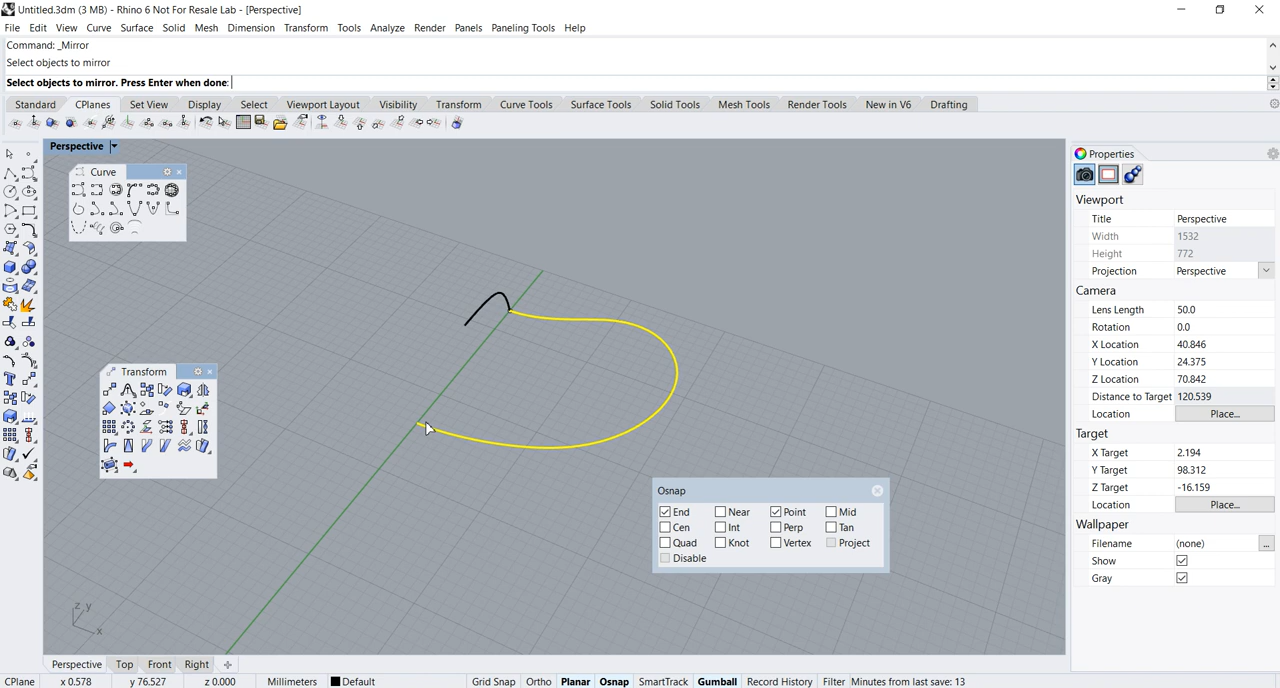 Untitled.3dm (3 MB) - Rhino 6 Not For Resale Lab - [Perspective]
File Edit View Curve Surface Solid Mesh Dimension Transform Tools Analyze Render Panels Paneling Tools Help
Command: _Mirror
Select objects to mirror
Select objects to mirror. Press Enter when done:
Standard CPlanes Set View Display Select Viewport Layout Visibility Transform Curve Tools Surface Tools Solid Tools Mesh Tools Render Tools New in V6 Drafting
Perspective
Curve
Transform
Osnap
End Near Point Mid
Cen Int Perp Tan
Quad Knot Vertex Project
Disable
z y
x
Properties
Viewport
Title Perspective
Width 1532
Height 772
Projection Perspective
Camera
Lens Length 50.0
Rotation 0.0
X Location 40.846
Y Location 24.375
Z Location 70.842
Distance to Target 120.539
Location Place...
Target
X Target 2.194
Y Target 98.312
Z Target -16.159
Location Place...
Wallpaper
Filename (none) ...
Show
Gray
Perspective Top Front Right
CPlane x 0.578 y 76.527 z 0.000 Millimeters Default Grid Snap Ortho Planar Osnap SmartTrack Gumball Record History Filter Minutes from last save: 13